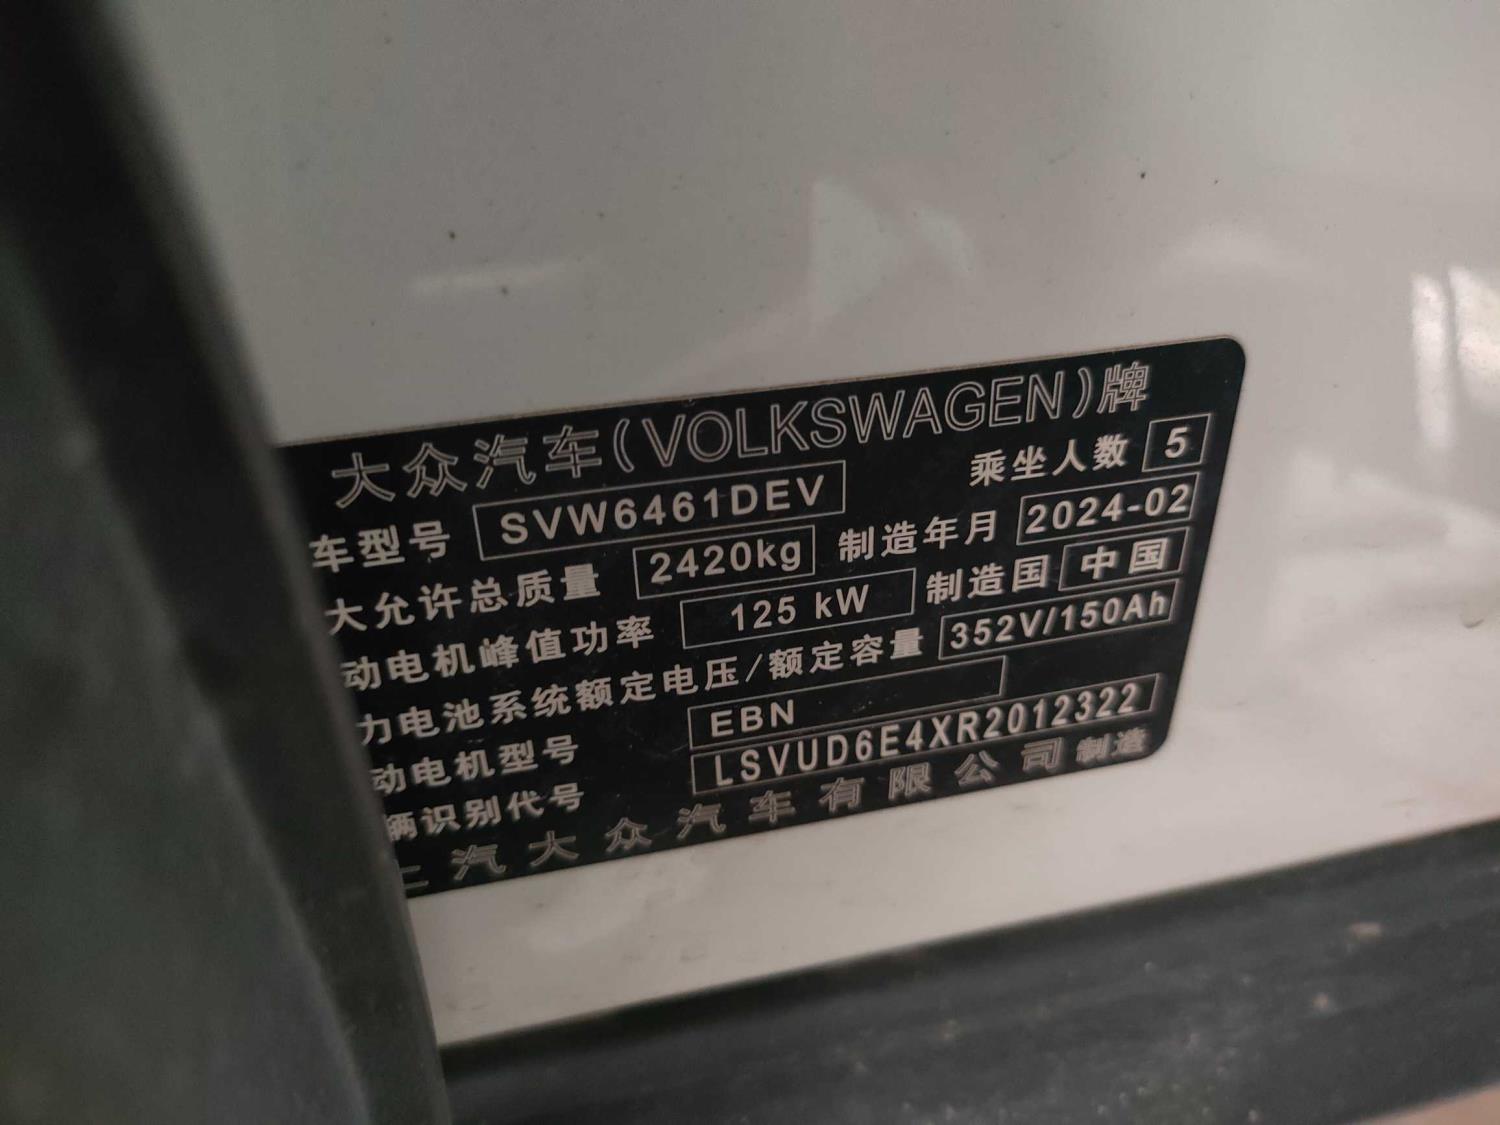 大众汽车(VOLKSWAGEN)牌
车型号 SVW6461DEV 乘坐人数 5
大允许总质量 2420kg 制造年月 2024-02
动电机峰值功率 125 kW 制造国 中国
力电池系统额定电压/额定容量 352V/150Ah
动电机型号 EBN
辆识别代号 LSVUD6E4XR2012322
上汽大众汽车有限公司制造